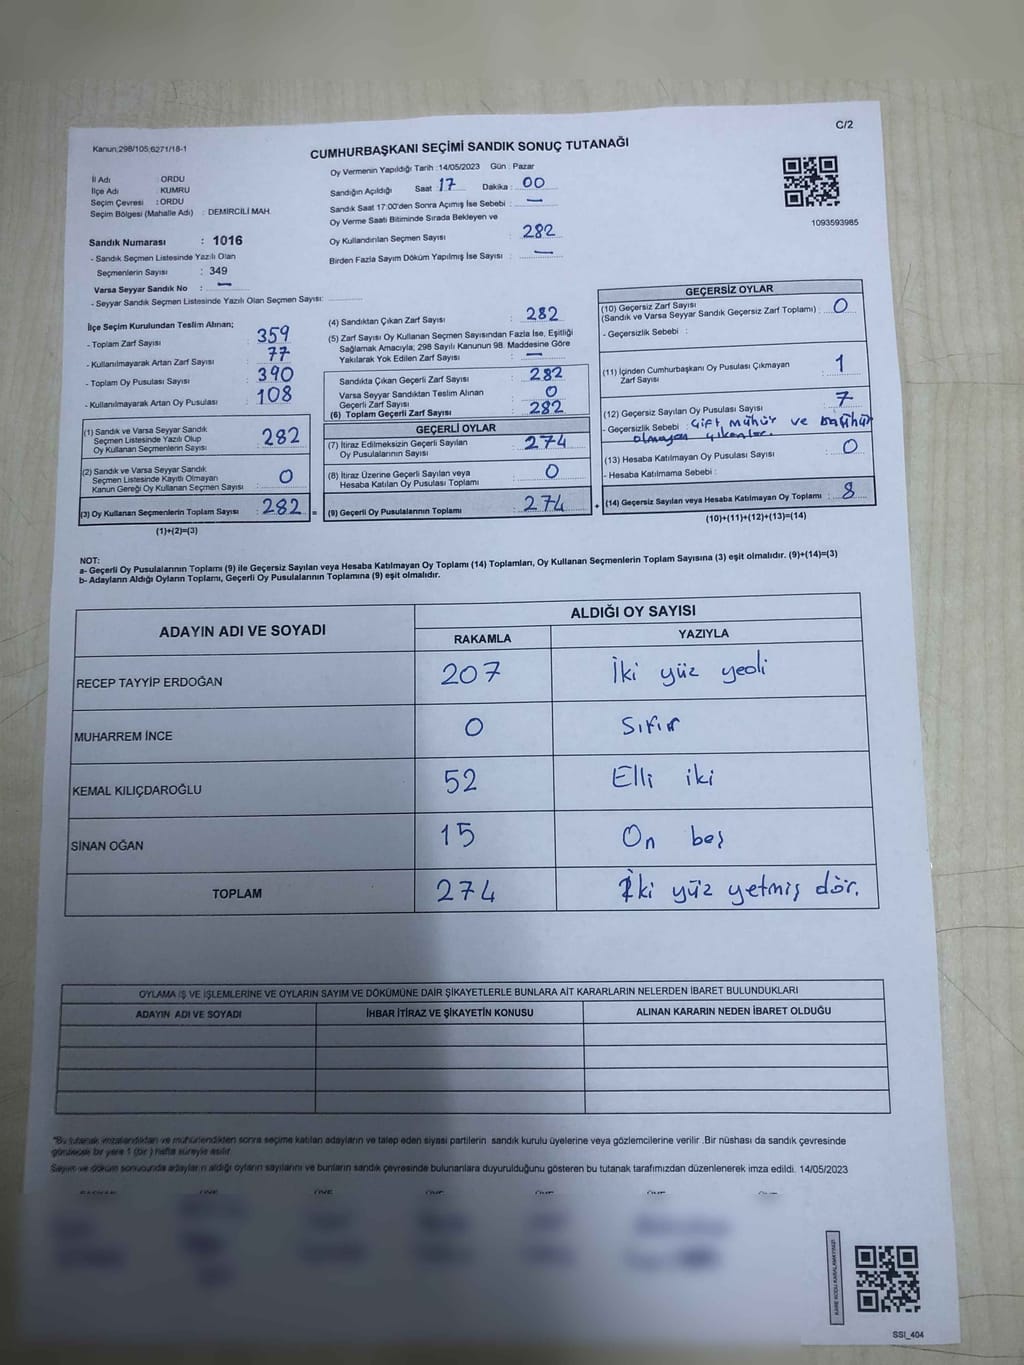 C/2
Kanun:298/105;6271/18-1
CUMHURBAŞKANI SEÇİMİ SANDIK SONUÇ TUTANAĞI
İl Adı : ORDU
İlçe Adı : KUMRU
Seçim Çevresi : ORDU
Seçim Bölgesi (Mahalle Adı) : DEMIRCİLİ MAH.
Sandık Numarası : 1016
- Sandık Seçmen Listesinde Yazılı Olan
Seçmenlerin Sayısı : 349
Varsa Seyyar Sandık No : —
- Seyyar Sandık Seçmen Listesinde Yazılı Olan Seçmen Sayısı:
Oy Vermenin Yapıldığı Tarih : 14/05/2023 Gün : Pazar
Sandığın Açıldığı Saat : 17 Dakika : 00
Sandık Saat 17:00'den Sonra Açımış İse Sebebi : —
Oy Verme Saati Bitiminde Sırada Bekleyen ve
Oy Kullandırılan Seçmen Sayısı : 282
Birden Fazla Sayım Döküm Yapılmış İse Sayısı : —
1093593985
İlçe Seçim Kurulundan Teslim Alınan;
- Toplam Zarf Sayısı : 359
- Kullanılmayarak Artan Zarf Sayısı : 77
- Toplam Oy Pusulası Sayısı : 390
- Kullanılmayarak Artan Oy Pusulası : 108
(1) Sandık ve Varsa Seyyar Sandık
Seçmen Listesinde Yazılı Olup
Oy Kullanan Seçmenlerin Sayısı : 282
(2) Sandık ve Varsa Seyyar Sandık
Seçmen Listesinde Kayıtlı Olmayan
Kanun Gereği Oy Kullanan Seçmen Sayısı : 0
(3) Oy Kullanan Seçmenlerin Toplam Sayısı : 282 =
(1)+(2)=(3)
(4) Sandıktan Çıkan Zarf Sayısı : 282
(5) Zarf Sayısı Oy Kullanan Seçmen Sayısından Fazla İse, Eşitliği
Sağlamak Amacıyla; 298 Sayılı Kanunun 98. Maddesine Göre
Yakılarak Yok Edilen Zarf Sayısı : —
Sandıkta Çıkan Geçerli Zarf Sayısı : 282
Varsa Seyyar Sandıktan Teslim Alınan
Geçerli Zarf Sayısı : 0
(6) Toplam Geçerli Zarf Sayısı : 282
GEÇERLİ OYLAR
(7) İtiraz Edilmeksizin Geçerli Sayılan
Oy Pusulasının Sayısı : 274
(8) İtiraz Üzerine Geçerli Sayılan veya
Hesaba Katılan Oy Pusulası Toplamı : 0
(9) Geçerli Oy Pusulalarının Toplamı : 274 +
GEÇERSİZ OYLAR
(10) Geçersiz Zarf Sayısı
(Sandık ve Varsa Seyyar Sandık Geçersiz Zarf Toplamı) : 0
- Geçersizlik Sebebi :
(11) İçinden Cumhurbaşkanı Oy Pusulası Çıkmayan
Zarf Sayısı : 1
(12) Geçersiz Sayılan Oy Pusulası Sayısı : 7
- Geçersizlik Sebebi : Çift mühür ve
olmayan
(13) Hesaba Katılmayan Oy Pusulası Sayısı : 0
- Hesaba Katılmama Sebebi :
(14) Geçersiz Sayılan veya Hesaba Katılmayan Oy Toplamı : 8
(10)+(11)+(12)+(13)=(14)
NOT:
a- Geçerli Oy Pusulalarının Toplamı (9) ile Geçersiz Sayılan veya Hesaba Katılmayan Oy Toplamı (14) Toplamları, Oy Kullanan Seçmenlerin Toplam Sayısına (3) eşit olmalıdır. (9)+(14)=(3)
b- Adayların Aldığı Oyların Toplamı, Geçerli Oy Pusulalarının Toplamına (9) eşit olmalıdır.
ADAYIN ADI VE SOYADI ALDIĞI OY SAYISI
RAKAMLA YAZIYLA
RECEP TAYYİP ERDOĞAN 207 İki yüz yedi
MUHARREM İNCE 0 Sıfır
KEMAL KILIÇDAROĞLU 52 Elli iki
SİNAN OĞAN 15 On beş
TOPLAM 274 İki yüz yetmiş dör.
OYLAMA İŞ VE İŞLEMLERİNE VE OYLARIN SAYIM VE DÖKÜMÜNE DAİR ŞİKAYETLERLE BUNLARA AİT KARARLARIN NELERDEN İBARET BULUNDUKLARI
ADAYIN ADI VE SOYADI İHBAR İTİRAZ VE ŞİKAYETİN KONUSU ALINAN KARARIN NEDEN İBARET OLDUĞU
"Bu tutanak imzalandıktan ve mühürlendikten sonra seçime katılan adayların ve talep eden siyasi partilerin sandık kurulu üyelerine veya gözlemcilerine verilir .Bir nüshası da sandık çevresinde
görülecek bir yere 1 (bir ) hafta süreyle asılır.
Sayım ve döküm sonucunda adayların aldığı oyların sayılarını ve bunların sandık çevresinde bulunanlara duyurulduğunu gösteren bu tutanak tarafımızdan düzenlenerek imza edildi. 14/05/2023
SSI_404